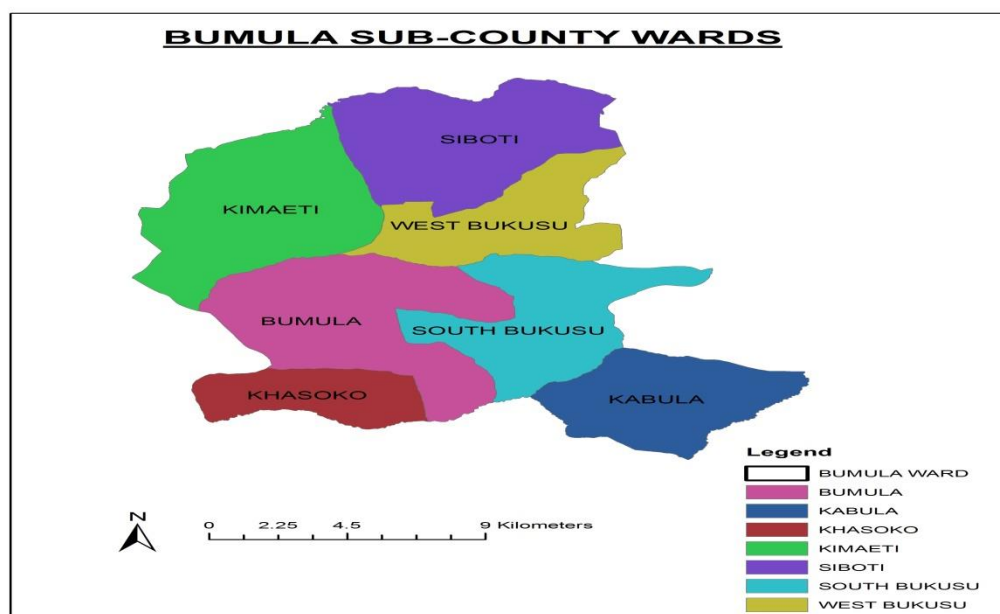 BUMULA SUB-COUNTY WARDS
SIBOTI
KIMAETI
WEST BUKUSU
BUMULA
SOUTH BUKUSU
KHASOKO
KABULA
Legend
BUMULA WARD
BUMULA
KABULA
KHASOKO
KIMAETI
SIBOTI
SOUTH BUKUSU
WEST BUKUSU
N
0 2.25 4.5 9 Kilometers